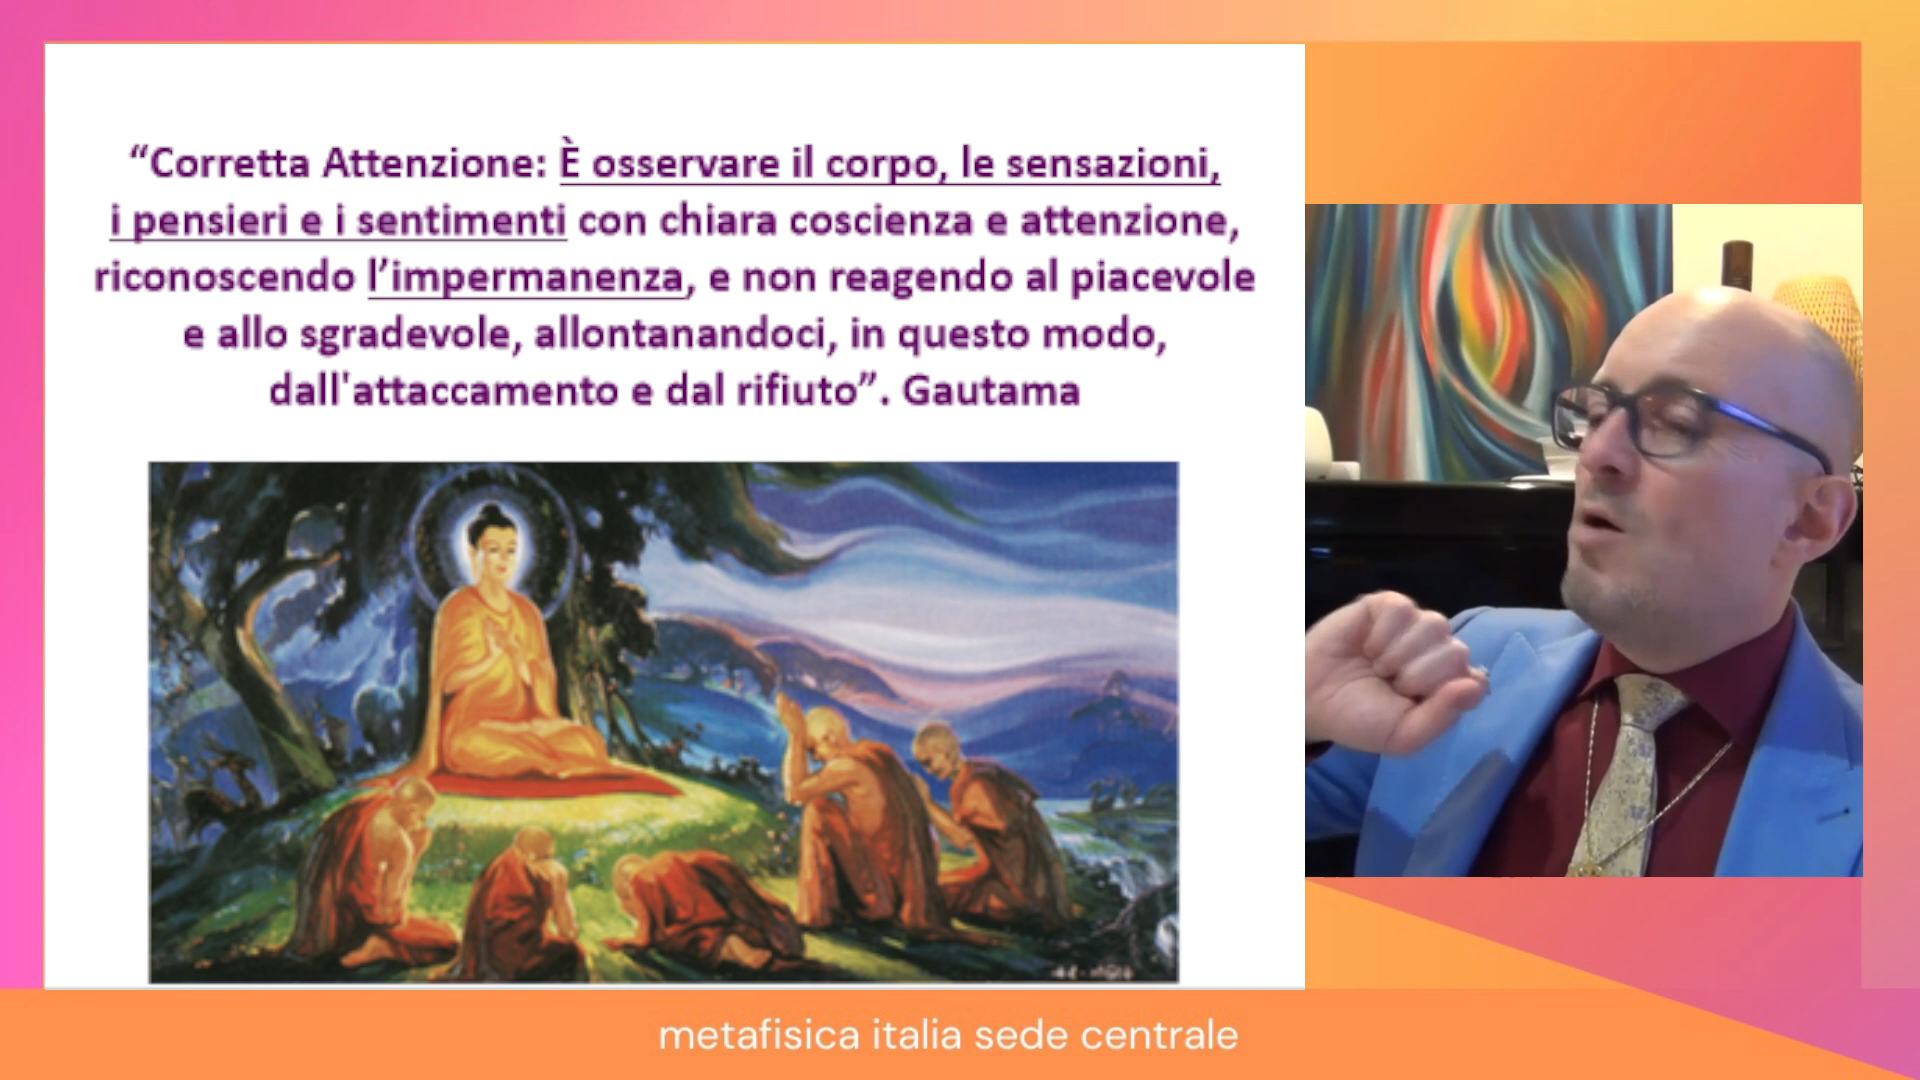 “Corretta Attenzione: È osservare il corpo, le sensazioni,
i pensieri e i sentimenti con chiara coscienza e attenzione,
riconoscendo l’impermanenza, e non reagendo al piacevole
e allo sgradevole, allontanandoci, in questo modo,
dall'attaccamento e dal rifiuto”. Gautama
metafisica italia sede centrale